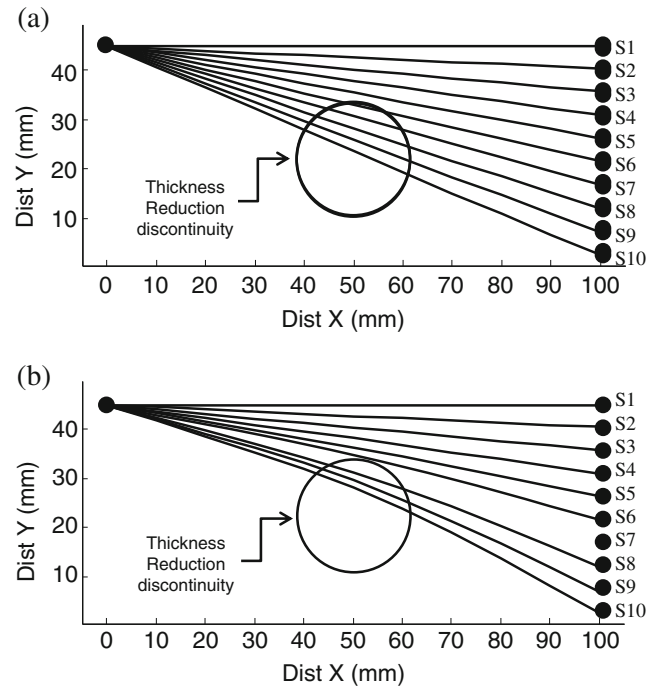 (a)
40
30
20
10
Dist Y (mm)
Thickness
Reduction
discontinuity
S1
S2
S3
S4
S5
S6
S7
S8
S9
S10
0 10 20 30 40 50 60 70 80 90 100
Dist X (mm)
(b)
40
30
20
10
Dist Y (mm)
Thickness
Reduction
discontinuity
S1
S2
S3
S4
S5
S6
S7
S8
S9
S10
0 10 20 30 40 50 60 70 80 90 100
Dist X (mm)